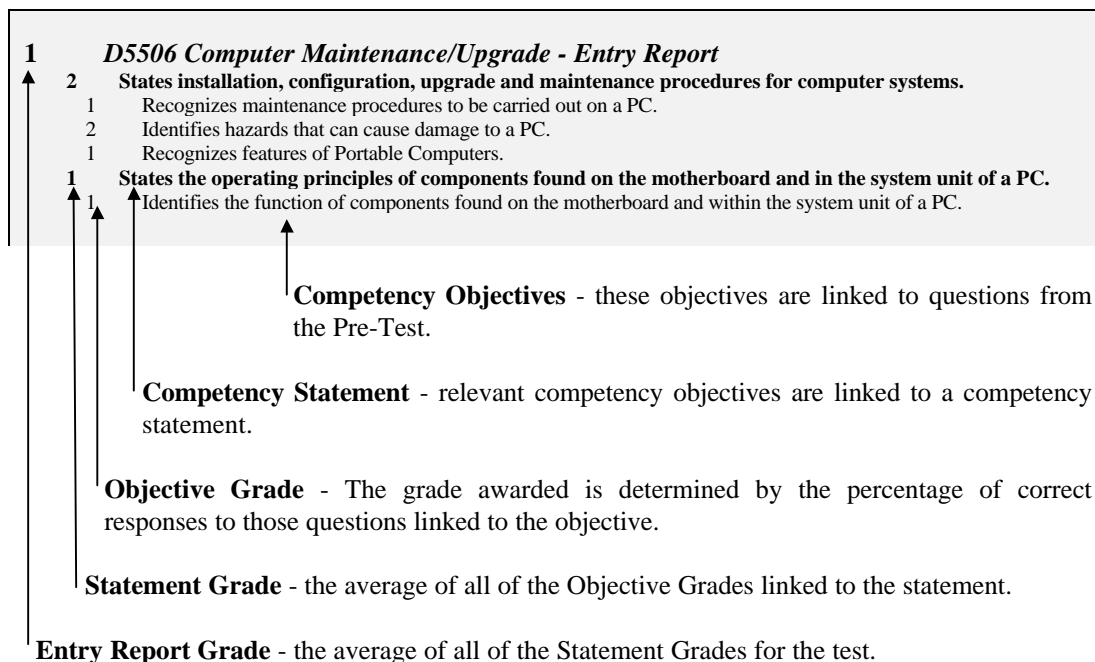 1 D5506 Computer Maintenance/Upgrade - Entry Report
2 States installation, configuration, upgrade and maintenance procedures for computer systems.
1 Recognizes maintenance procedures to be carried out on a PC.
2 Identifies hazards that can cause damage to a PC.
1 Recognizes features of Portable Computers.
1 States the operating principles of components found on the motherboard and in the system unit of a PC.
1 Identifies the function of components found on the motherboard and within the system unit of a PC.
Competency Objectives - these objectives are linked to questions from
the Pre-Test.
Competency Statement - relevant competency objectives are linked to a competency
statement.
Objective Grade - The grade awarded is determined by the percentage of correct
responses to those questions linked to the objective.
Statement Grade - the average of all of the Objective Grades linked to the statement.
Entry Report Grade - the average of all of the Statement Grades for the test.